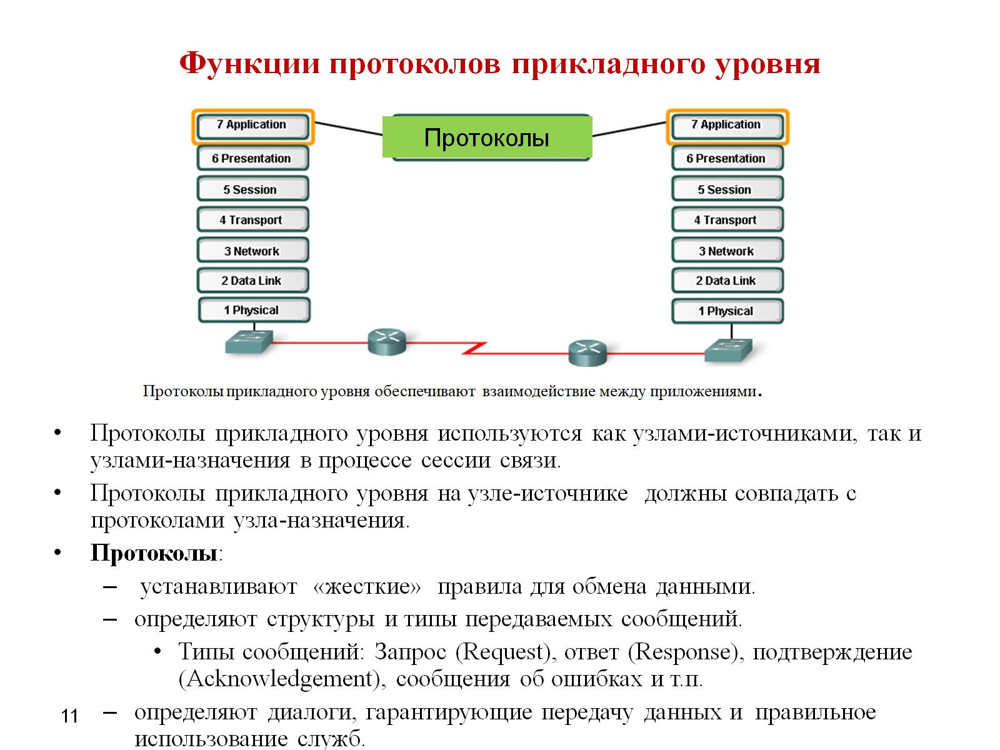 Функции протоколов прикладного уровня
7 Application
6 Presentation
5 Session
4 Transport
3 Network
2 Data Link
1 Physical
Протоколы
7 Application
6 Presentation
5 Session
4 Transport
3 Network
2 Data Link
1 Physical
Протоколы прикладного уровня обеспечивают взаимодействие между приложениями.
• Протоколы прикладного уровня используются как узлами-источниками, так и
узлами-назначения в процессе сессии связи.
• Протоколы прикладного уровня на узле-источнике должны совпадать с
протоколами узла-назначения.
• Протоколы:
– устанавливают «жесткие» правила для обмена данными.
– определяют структуры и типы передаваемых сообщений.
• Типы сообщений: Запрос (Request), ответ (Response), подтверждение
(Acknowledgement), сообщения об ошибках и т.п.
– определяют диалоги, гарантирующие передачу данных и правильное
использование служб.
11